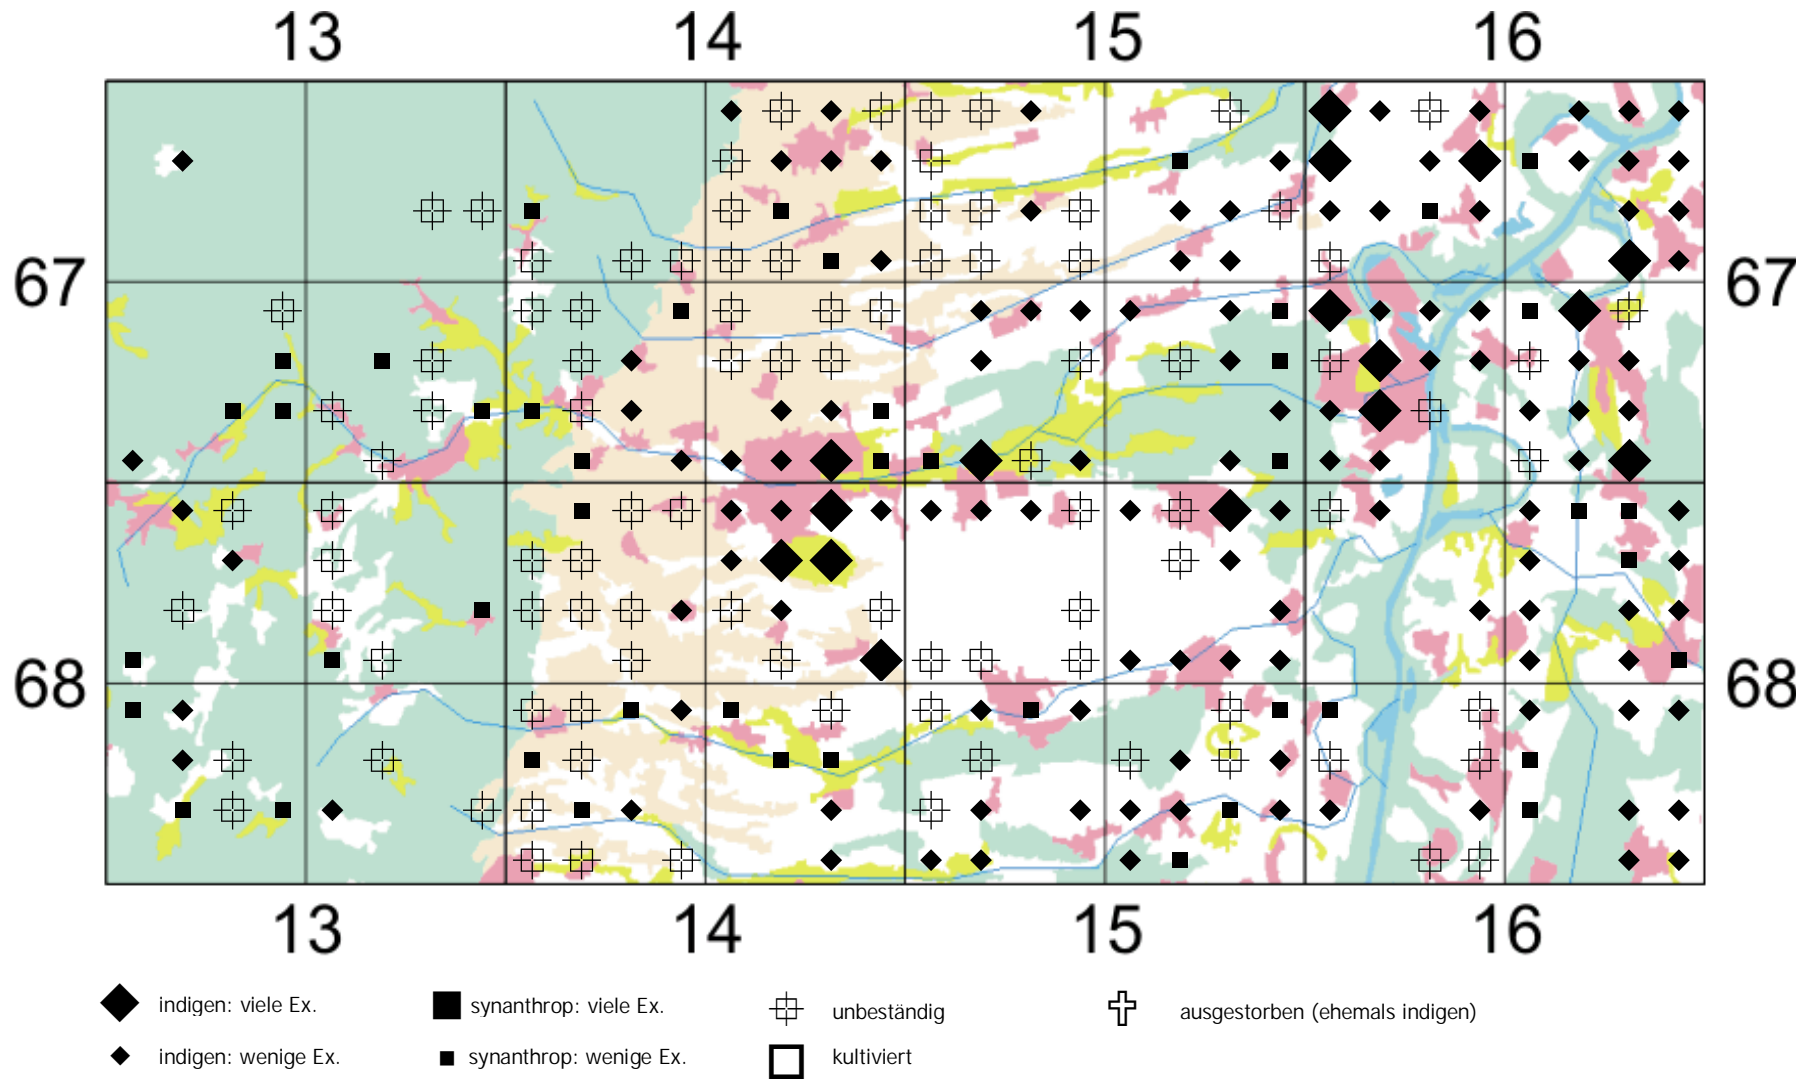 13 14 15 16
67 67
68 68
13 14 15 16
indigen: viele Ex. synanthrop: viele Ex. unbeständig ausgestorben (ehemals indigen)
indigen: wenige Ex. synanthrop: wenige Ex. kultiviert